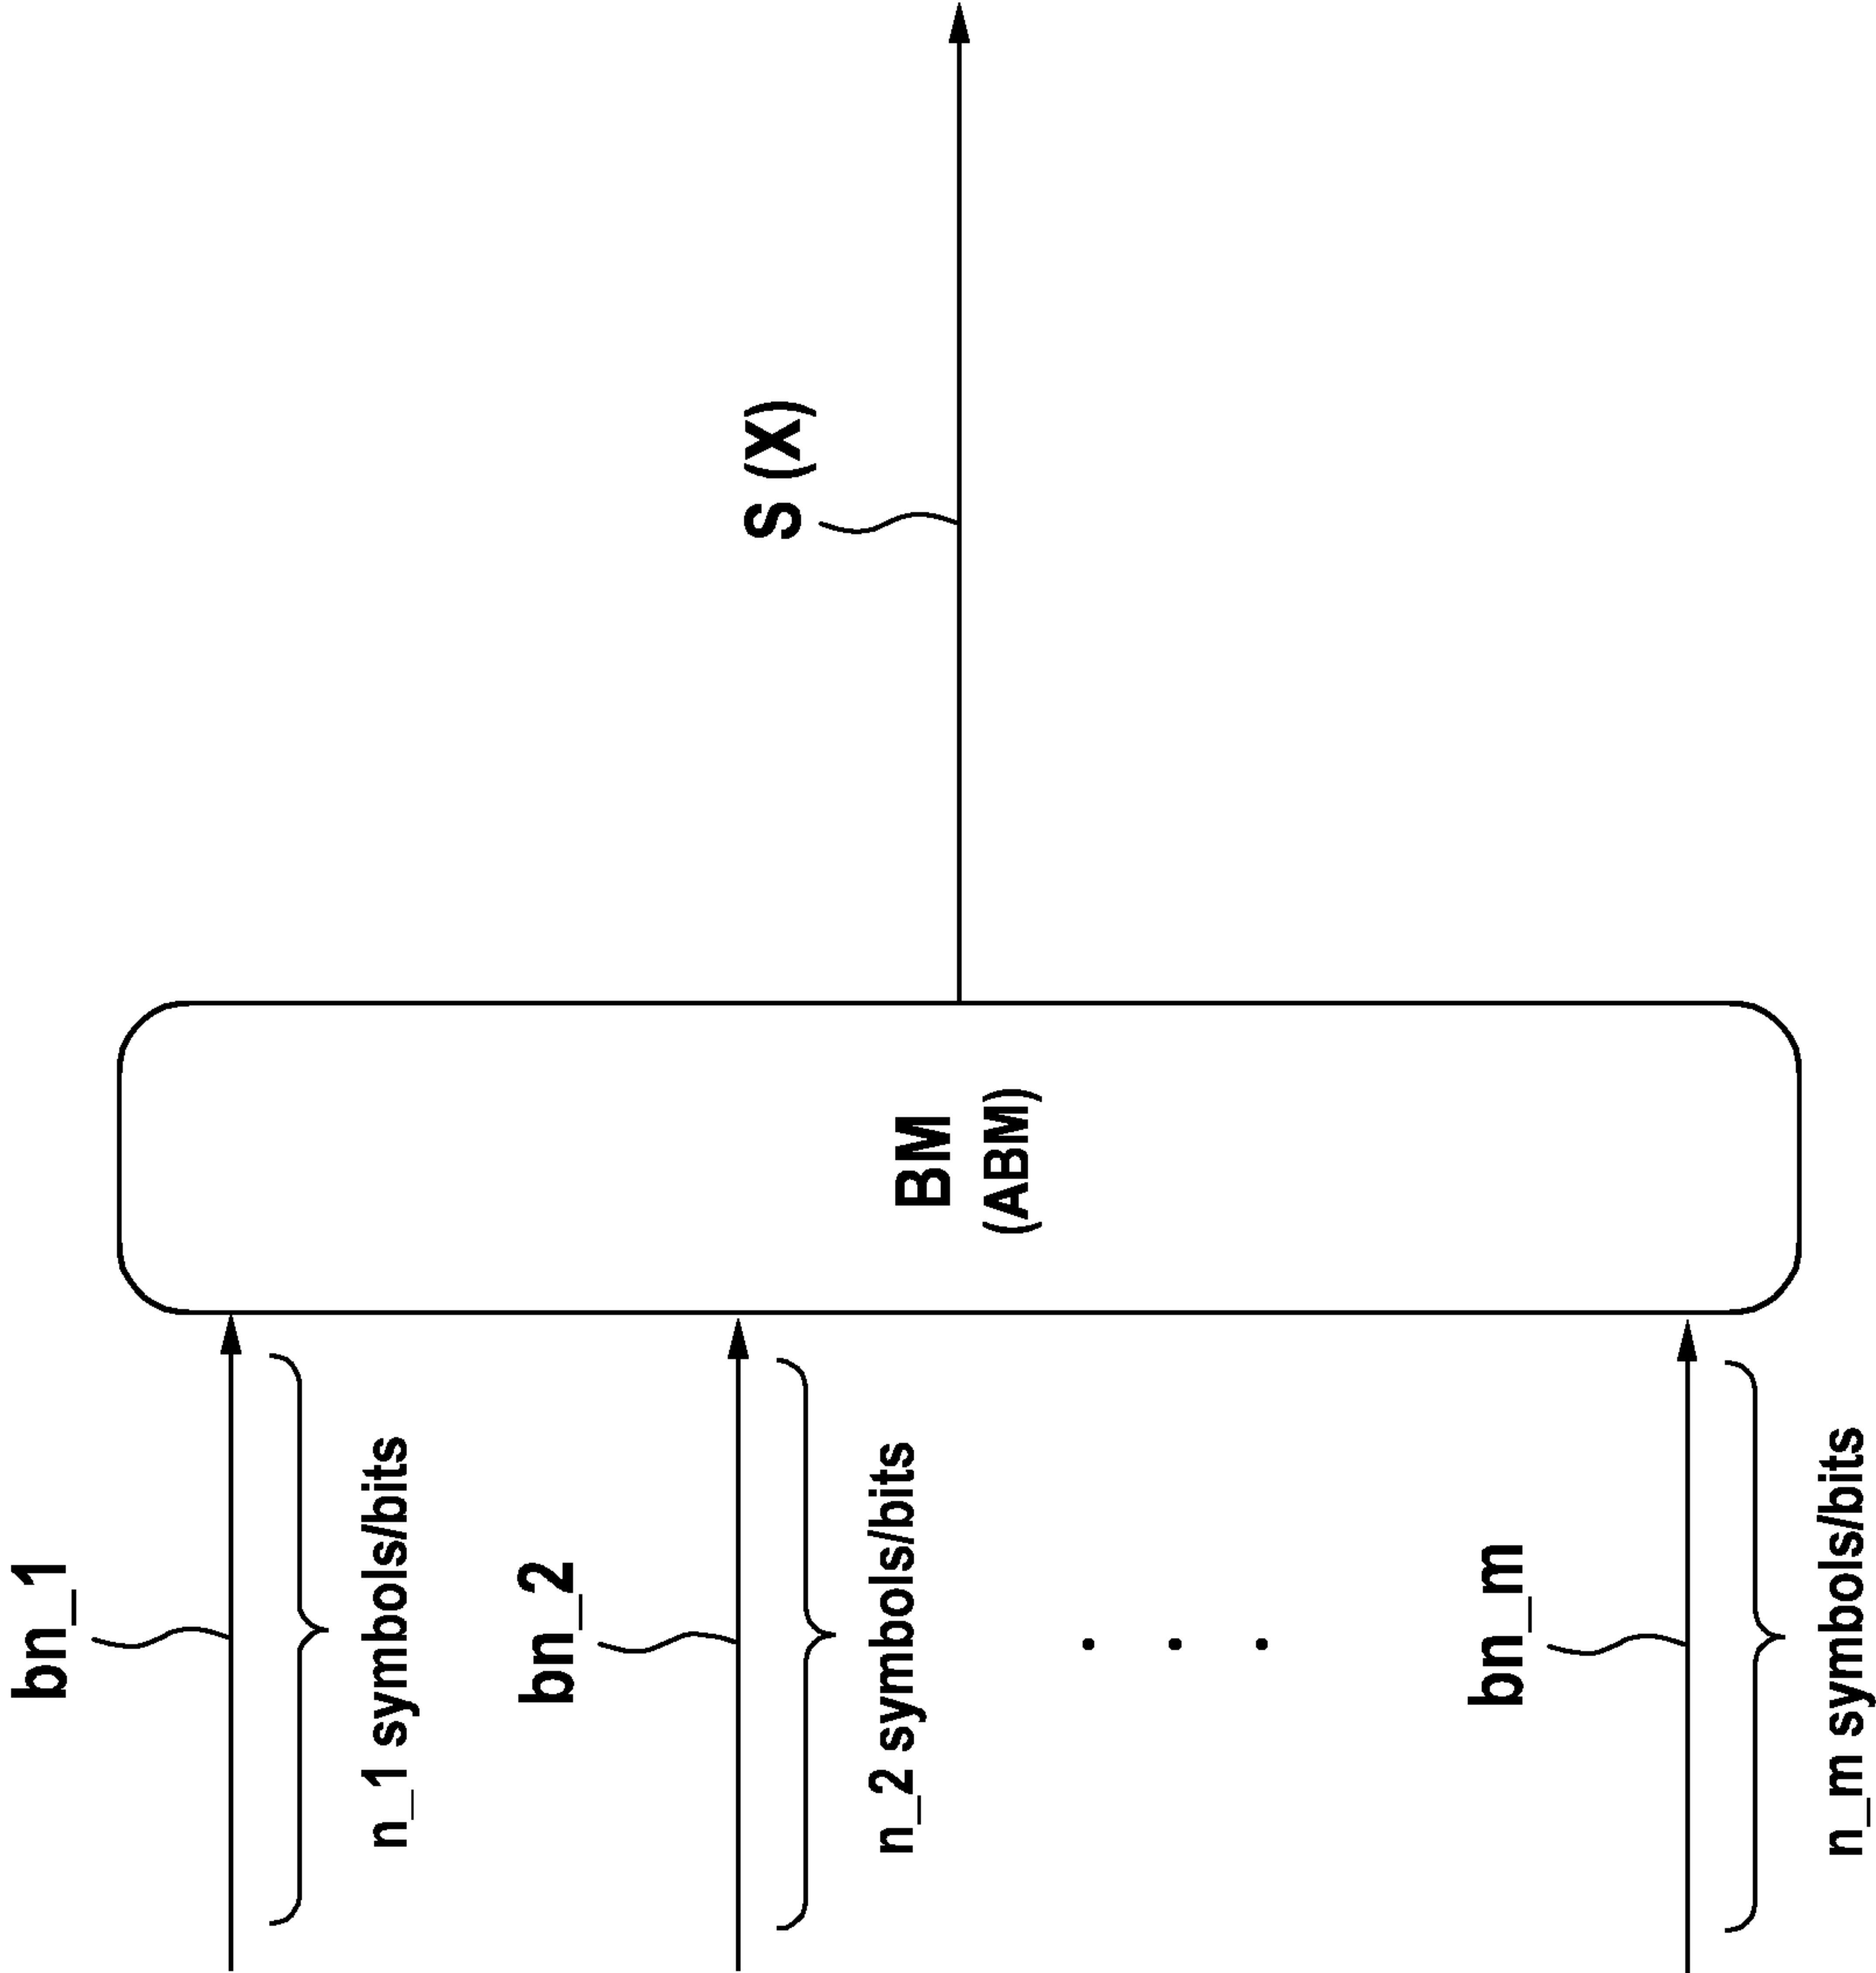 bn_1
n_1 symbols/bits
bn_2
n_2 symbols/bits
bn_m
n_m symbols/bits
BM
(ABM)
S (X)